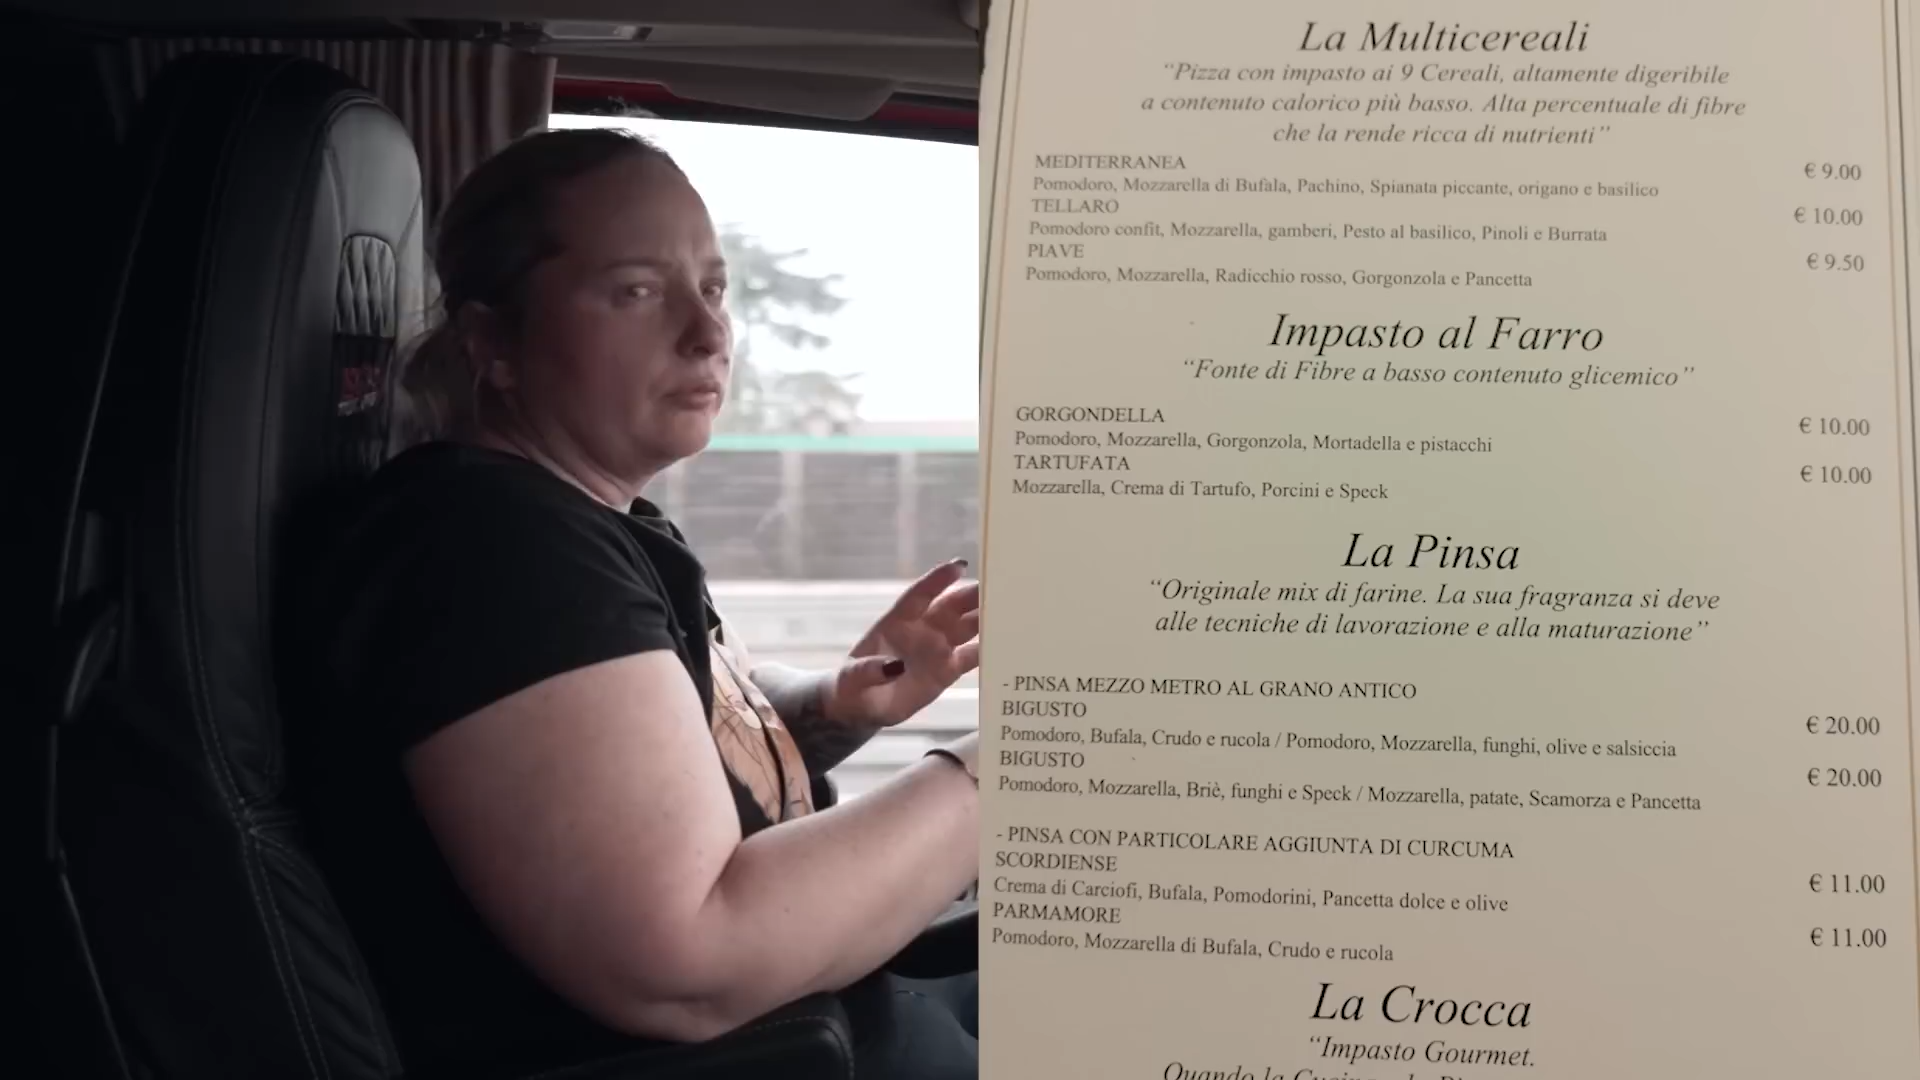 La Multicereali
“Pizza con impasto ai 9 Cereali, altamente digeribile
a contenuto calorico più basso. Alta percentuale di fibre
che la rende ricca di nutrienti”
MEDITERRANEA
€ 9.00
Pomodoro, Mozzarella di Bufala, Pachino, Spianata piccante, origano e basilico
TELLARO
€ 10.00
Pomodoro confit, Mozzarella, gamberi, Pesto al basilico, Pinoli e Burrata
PIAVE
€ 9.50
Pomodoro, Mozzarella, Radicchio rosso, Gorgonzola e Pancetta
Impasto al Farro
“Fonte di Fibre a basso contenuto glicemico”
GORGONDELLA
€ 10.00
Pomodoro, Mozzarella, Gorgonzola, Mortadella e pistacchi
TARTUFATA
€ 10.00
Mozzarella, Crema di Tartufo, Porcini e Speck
La Pinsa
“Originale mix di farine. La sua fragranza si deve
alle tecniche di lavorazione e alla maturazione”
- PINSA MEZZO METRO AL GRANO ANTICO
BIGUSTO
€ 20.00
Pomodoro, Bufala, Crudo e rucola / Pomodoro, Mozzarella, funghi, olive e salsiccia
BIGUSTO
€ 20.00
Pomodoro, Mozzarella, Briè, funghi e Speck / Mozzarella, patate, Scamorza e Pancetta
- PINSA CON PARTICOLARE AGGIUNTA DI CURCUMA
SCORDIENSE
€ 11.00
Crema di Carciofi, Bufala, Pomodorini, Pancetta dolce e olive
PARMAMORE
€ 11.00
Pomodoro, Mozzarella di Bufala, Crudo e rucola
La Crocca
“Impasto Gourmet.
Quando la